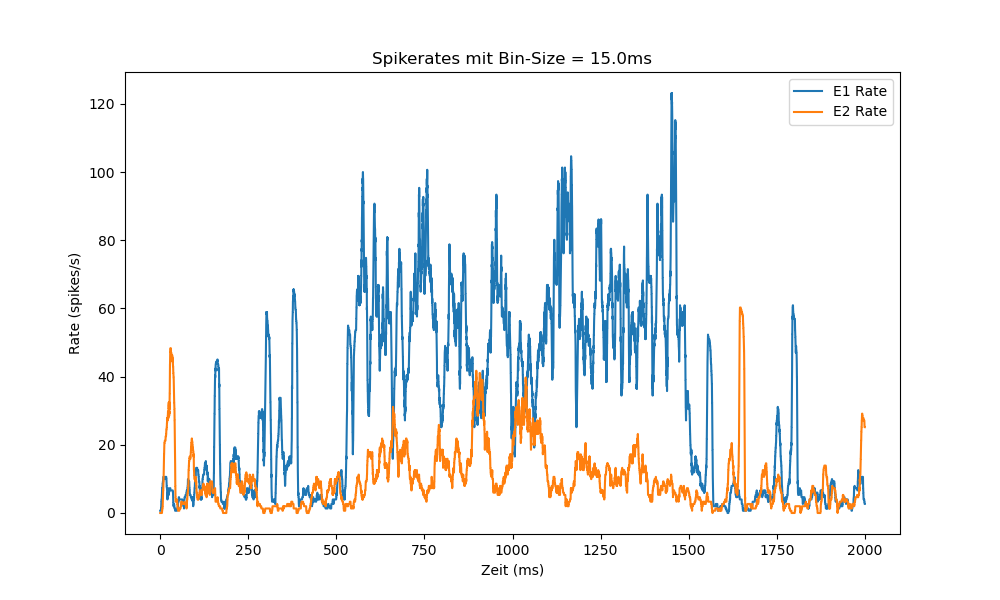 Spikerates mit Bin-Size = 15.0ms
E1 Rate
E2 Rate
120
100
80
60
40
20
0
Rate (spikes/s)
0 250 500 750 1000 1250 1500 1750 2000
Zeit (ms)